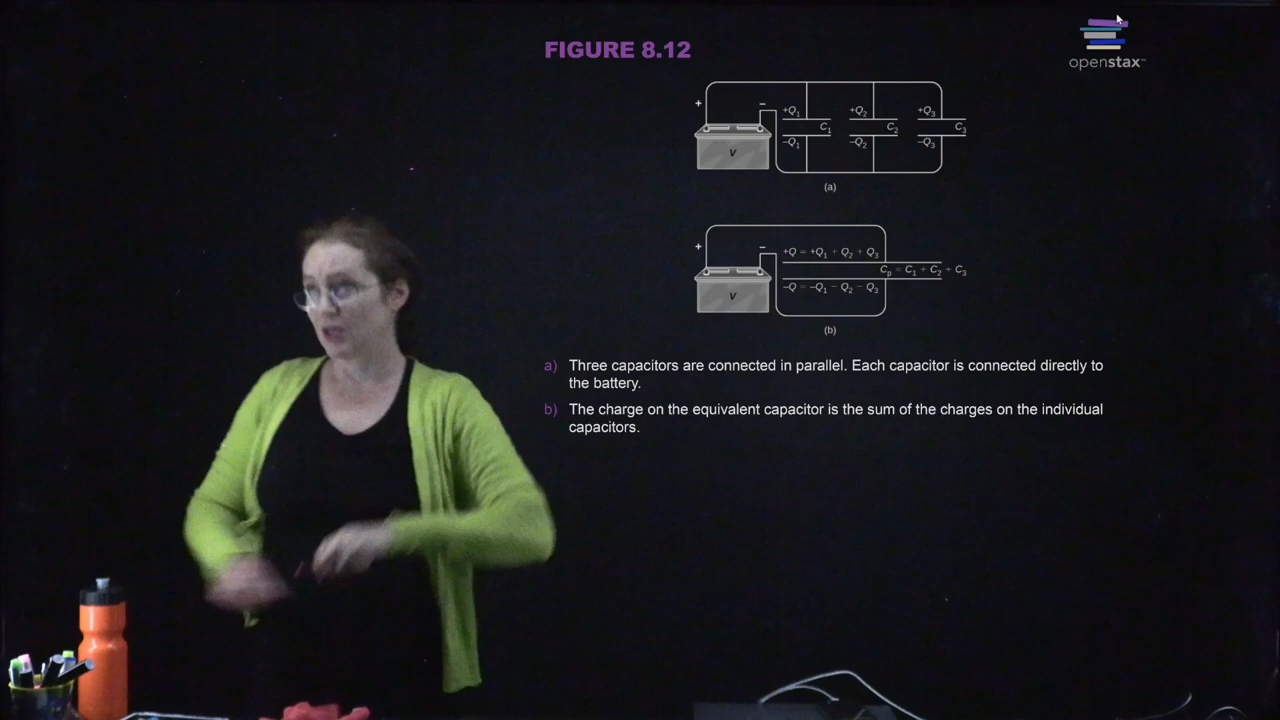 FIGURE 8.12
openstax™
+ −
+Q₁ +Q₂ +Q₃
C₁ C₂ C₃
V
−Q₁ −Q₂ −Q₃
(a)
+ −
+Q = +Q₁ + Q₂ + Q₃
Cₚ = C₁ + C₂ + C₃
−Q = −Q₁ − Q₂ − Q₃
V
(b)
a) Three capacitors are connected in parallel. Each capacitor is connected directly to
the battery.
b) The charge on the equivalent capacitor is the sum of the charges on the individual
capacitors.